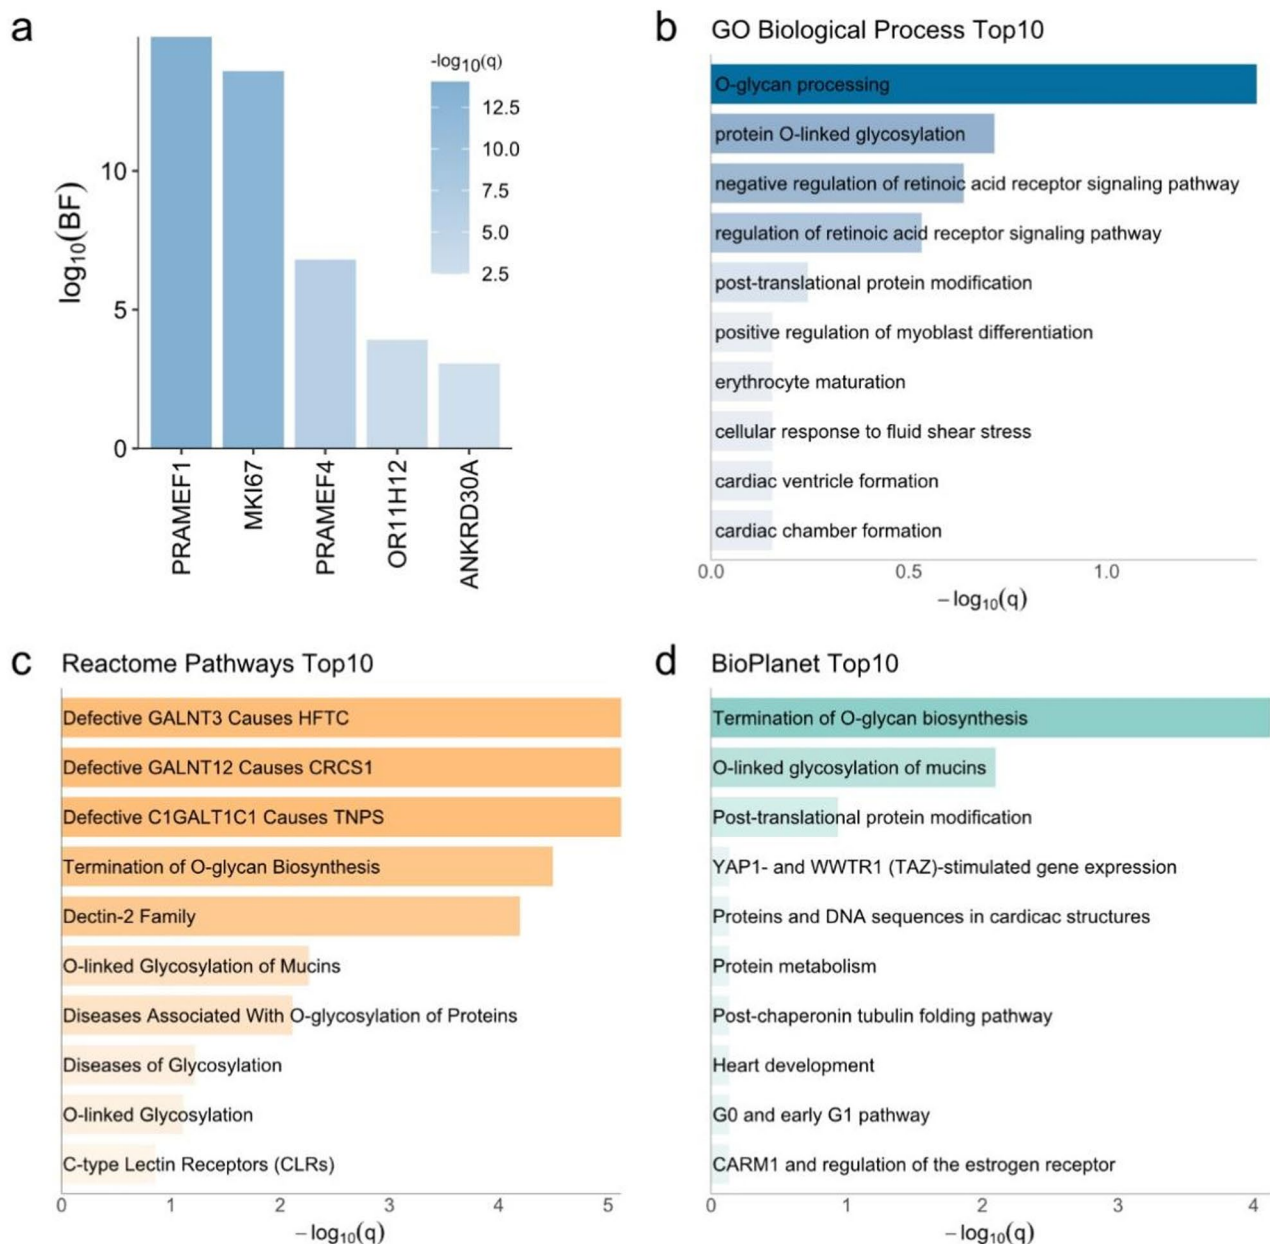 a
log10(BF)
10
5
0
PRAMEF1
MKI67
PRAMEF4
OR11H12
ANKRD30A
-log10(q)
12.5
10.0
7.5
5.0
2.5
b GO Biological Process Top10
O-glycan processing
protein O-linked glycosylation
negative regulation of retinoic acid receptor signaling pathway
regulation of retinoic acid receptor signaling pathway
post-translational protein modification
positive regulation of myoblast differentiation
erythrocyte maturation
cellular response to fluid shear stress
cardiac ventricle formation
cardiac chamber formation
0.0 0.5 1.0
−log10(q)
c Reactome Pathways Top10
Defective GALNT3 Causes HFTC
Defective GALNT12 Causes CRCS1
Defective C1GALT1C1 Causes TNPS
Termination of O-glycan Biosynthesis
Dectin-2 Family
O-linked Glycosylation of Mucins
Diseases Associated With O-glycosylation of Proteins
Diseases of Glycosylation
O-linked Glycosylation
C-type Lectin Receptors (CLRs)
0 1 2 3 4 5
−log10(q)
d BioPlanet Top10
Termination of O-glycan biosynthesis
O-linked glycosylation of mucins
Post-translational protein modification
YAP1- and WWTR1 (TAZ)-stimulated gene expression
Proteins and DNA sequences in cardicac structures
Protein metabolism
Post-chaperonin tubulin folding pathway
Heart development
G0 and early G1 pathway
CARM1 and regulation of the estrogen receptor
0 1 2 3 4
−log10(q)